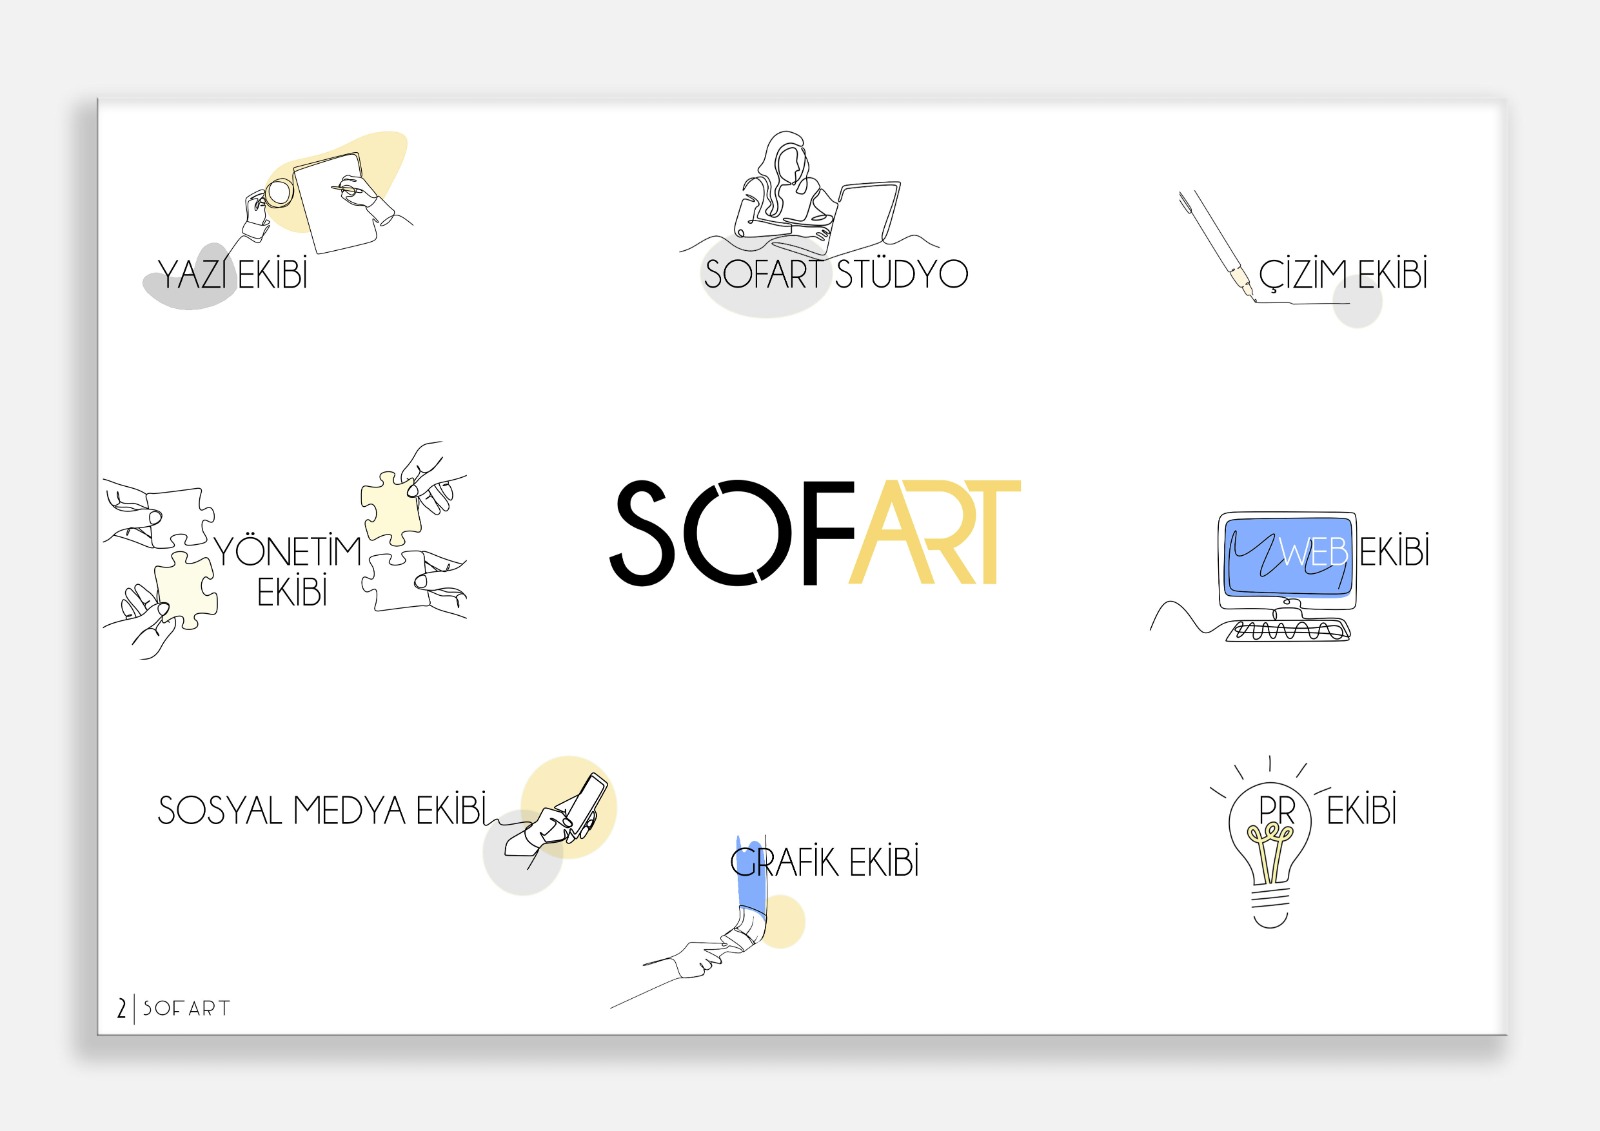 YAZI EKİBİ
SOFART STÜDYO
ÇİZİM EKİBİ
YÖNETİM
EKİBİ
SOFART
WEB EKİBİ
SOSYAL MEDYA EKİBİ
GRAFİK EKİBİ
PR EKİBİ
2 | SOFART